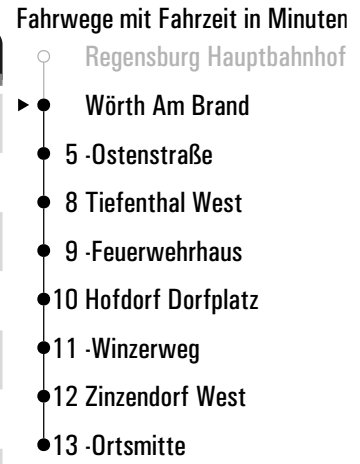 Fahrwege mit Fahrzeit in Minuten
Regensburg Hauptbahnhof
Wörth Am Brand
5 -Ostenstraße
8 Tiefenthal West
9 -Feuerwehrhaus
10 Hofdorf Dorfplatz
11 -Winzerweg
12 Zinzendorf West
13 -Ortsmitte